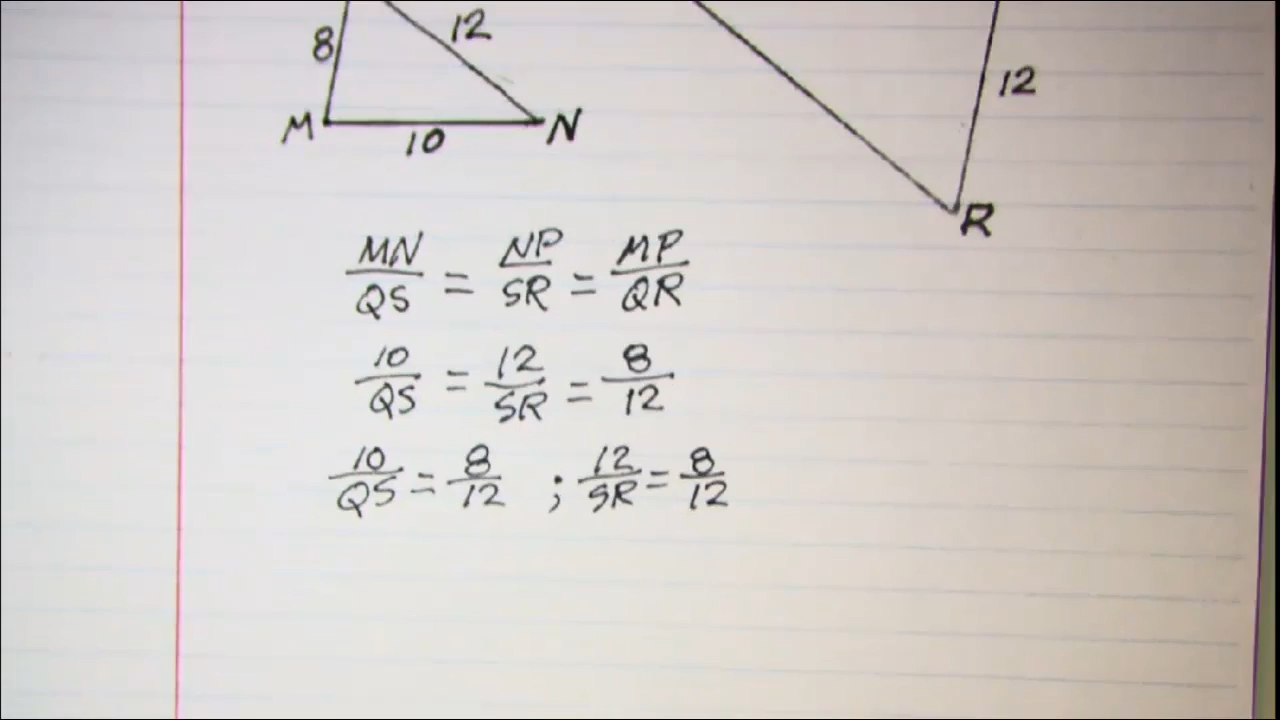 8 12
12
M 10 N
R
MN/QS = NP/SR = MP/QR
10/QS = 12/SR = 8/12
10/QS = 8/12 ; 12/SR = 8/12